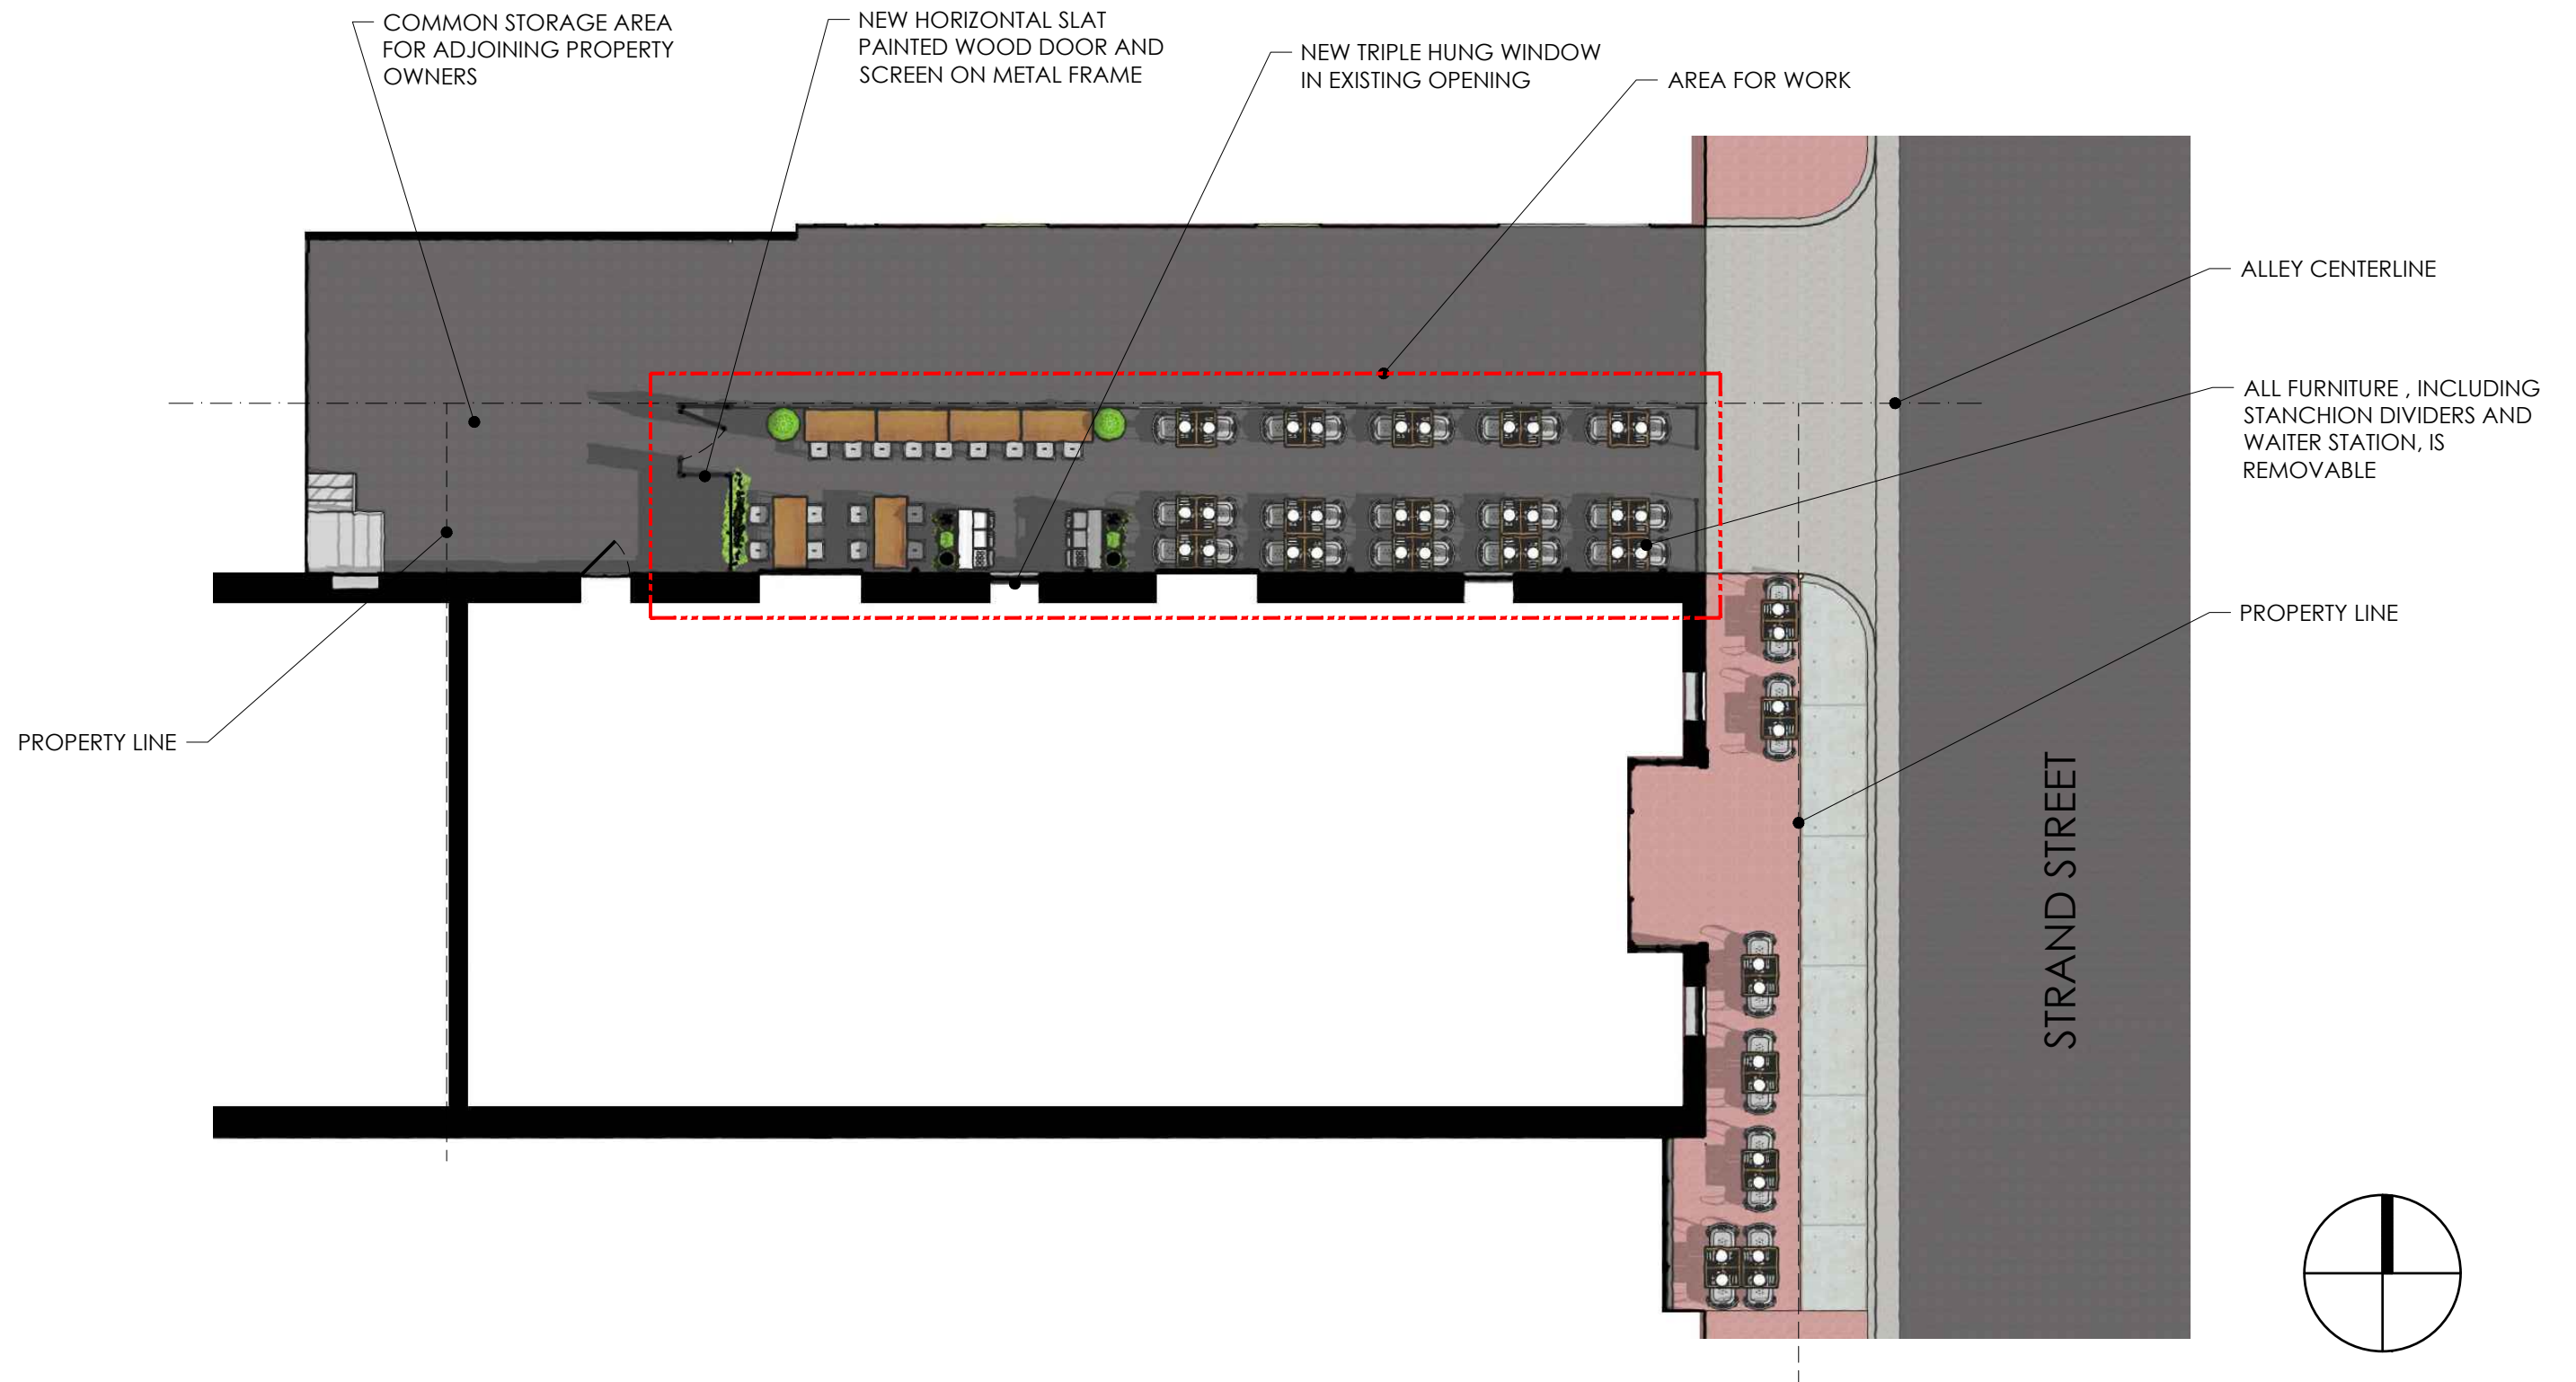 COMMON STORAGE AREA
FOR ADJOINING PROPERTY
OWNERS
NEW HORIZONTAL SLAT
PAINTED WOOD DOOR AND
SCREEN ON METAL FRAME
NEW TRIPLE HUNG WINDOW
IN EXISTING OPENING
AREA FOR WORK
ALLEY CENTERLINE
ALL FURNITURE , INCLUDING
STANCHION DIVIDERS AND
WAITER STATION, IS
REMOVABLE
PROPERTY LINE
PROPERTY LINE
STRAND STREET